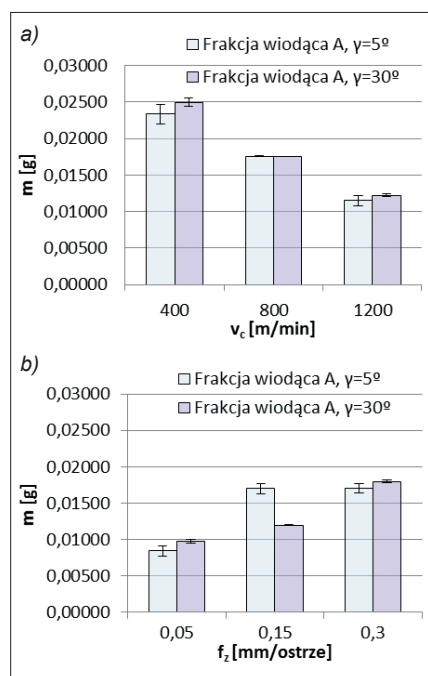 a)
Frakcja wiodąca A, γ=5º
Frakcja wiodąca A, γ=30º
0,03000
0,02500
0,02000
0,01500
0,01000
0,00500
0,00000
m [g]
400 800 1200
v_c [m/min]
b)
Frakcja wiodąca A, γ=5º
Frakcja wiodąca A, γ=30º
0,03000
0,02500
0,02000
0,01500
0,01000
0,00500
0,00000
m [g]
0,05 0,15 0,3
f_z [mm/ostrze]